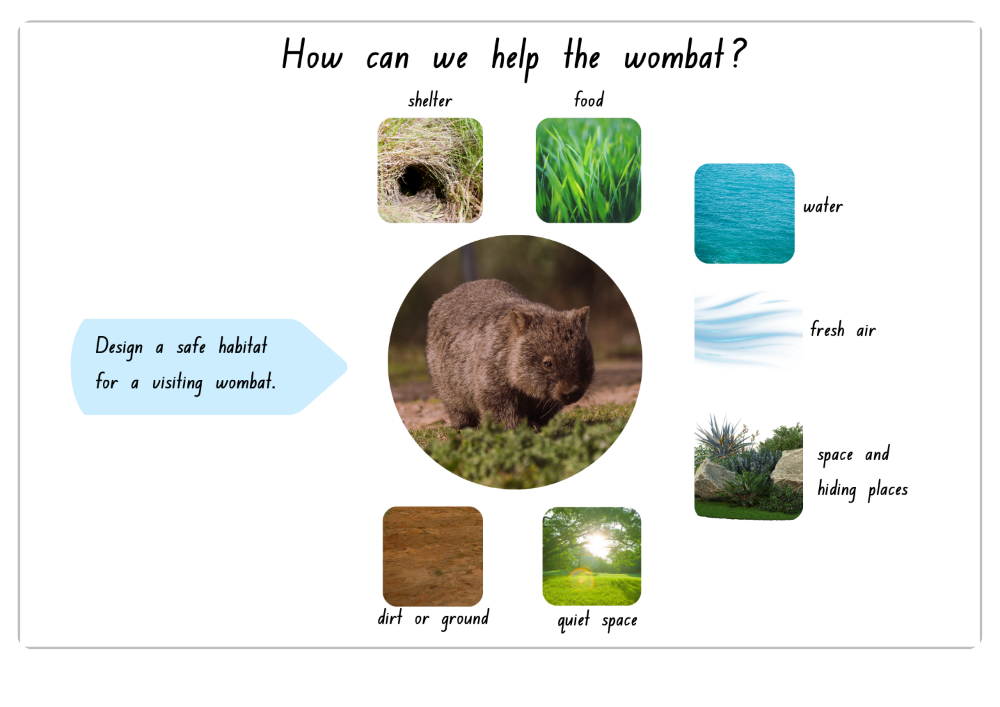 How can we help the wombat?
shelter
food
water
fresh air
Design a safe habitat
for a visiting wombat.
space and
hiding places
dirt or ground
quiet space